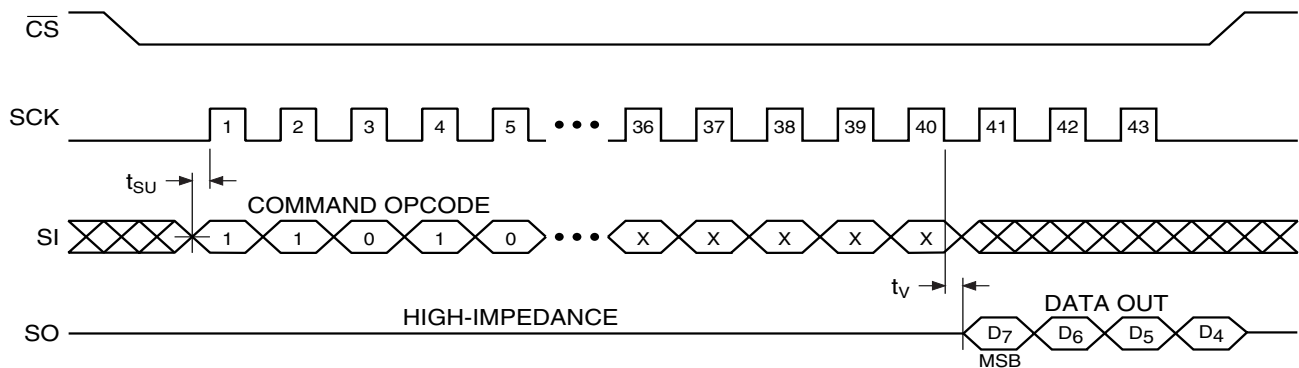 CS
SCK 1 2 3 4 5 ••• 36 37 38 39 40 41 42 43
tSU
COMMAND OPCODE
SI 1 1 0 1 0 ••• X X X X X
tV
DATA OUT
HIGH-IMPEDANCE
SO D7 D6 D5 D4
MSB